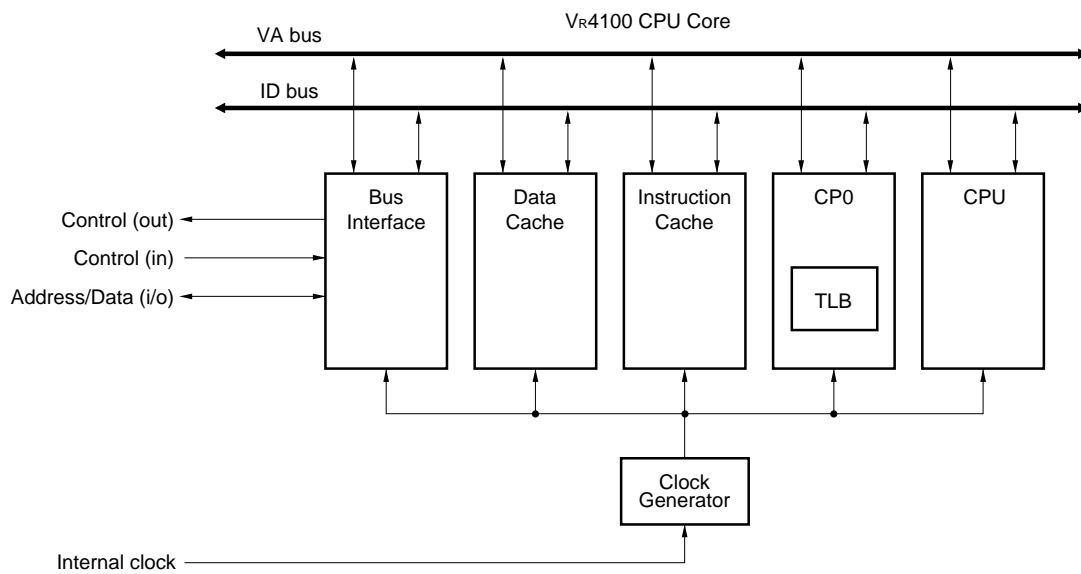 VR4100 CPU Core
VA bus
ID bus
Bus
Interface
Data
Cache
Instruction
Cache
CP0
CPU
TLB
Control (out)
Control (in)
Address/Data (i/o)
Clock
Generator
Internal clock